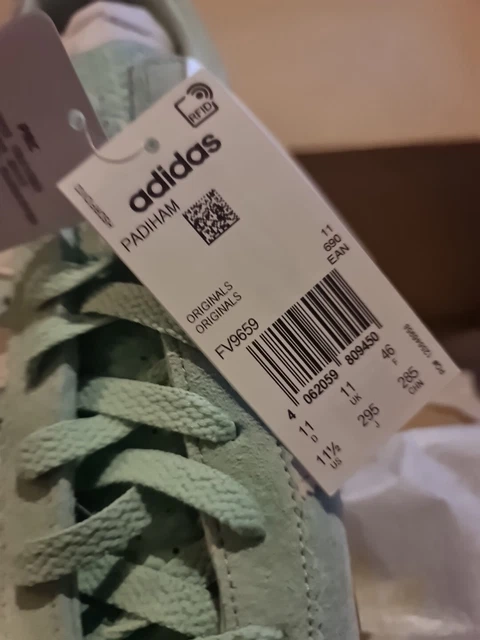 RFID
adidas
PADIHAM
ORIGINALS
ORIGINALS
11
690
EAN
FV9659
4 062059 809450
11 D
11 UK
46 F
11½ US
295 J
285 CHN